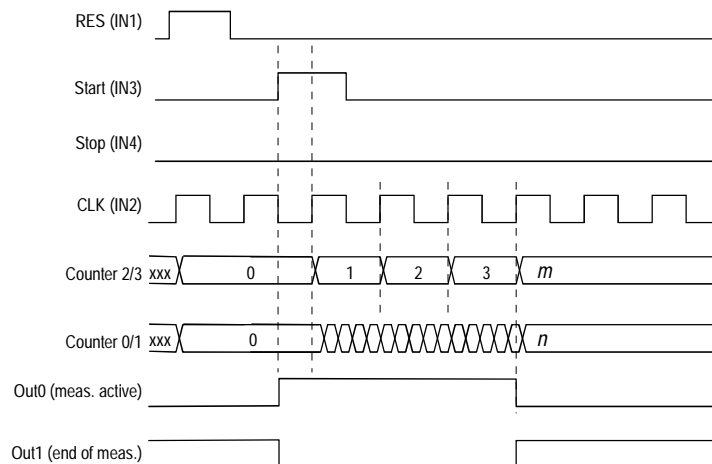 RES (IN1)
Start (IN3)
Stop (IN4)
CLK (IN2)
Counter 2/3 xxx 0 1 2 3 m
Counter 0/1 xxx 0 n
Out0 (meas. active)
Out1 (end of meas.)